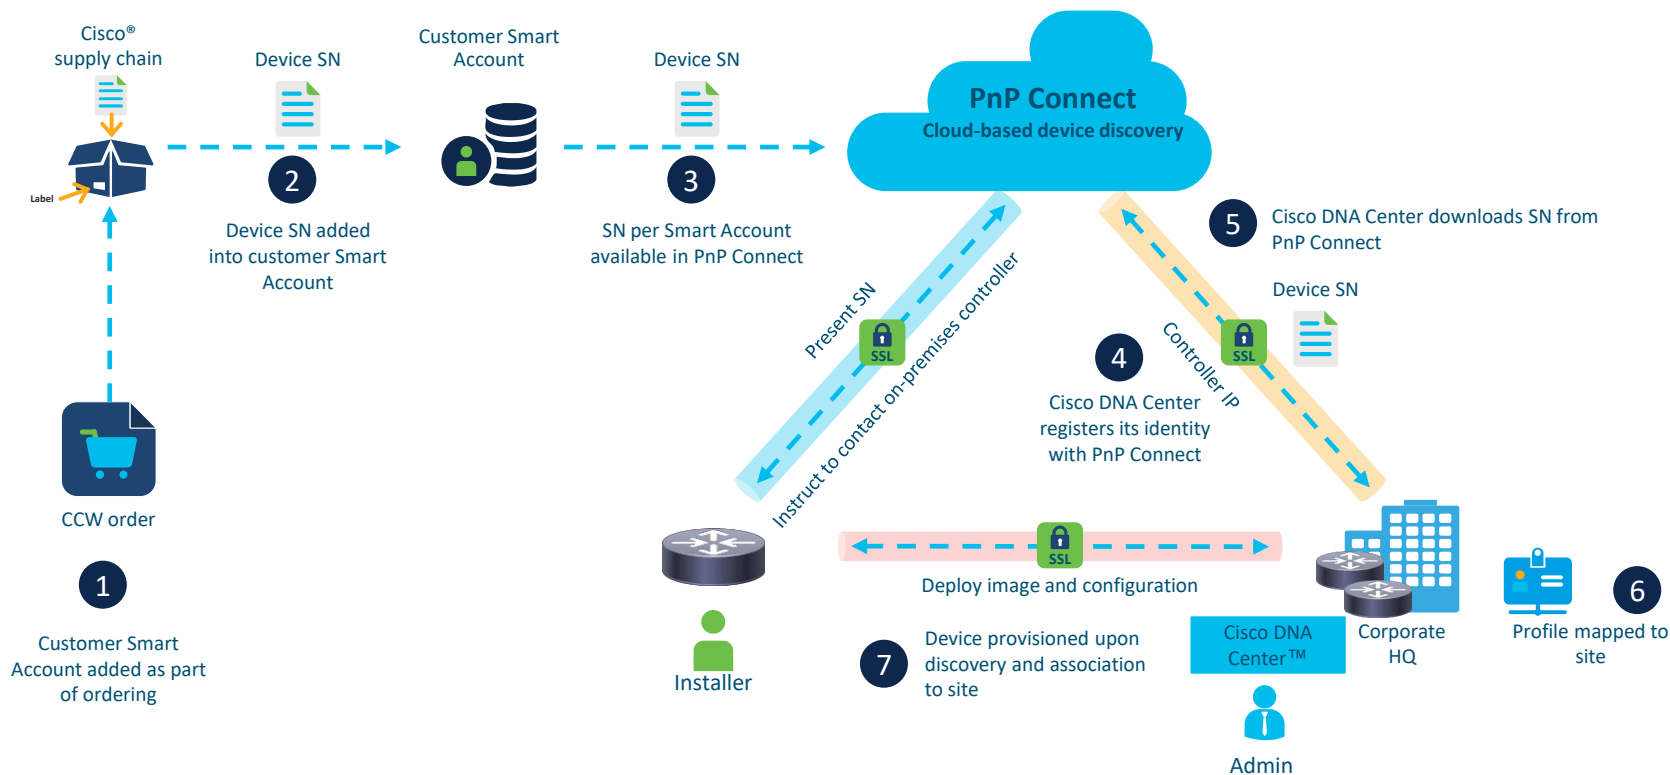 Cisco®
supply chain
Label
Device SN
2
Device SN added
into customer Smart
Account
Customer Smart
Account
Device SN
3
SN per Smart Account
available in PnP Connect
PnP Connect
Cloud-based device discovery
CCW order
1
Customer Smart
Account added as part
of ordering
Present SN
SSL
Instruct to contact on-premises controller
4
Cisco DNA Center
registers its identity
with PnP Connect
5
Cisco DNA Center downloads SN from
PnP Connect
Device SN
SSL
Controller IP
SSL
Deploy image and configuration
Installer
7
Device provisioned upon
discovery and association
to site
Cisco DNA
Center™
Admin
Corporate
HQ
6
Profile mapped to
site